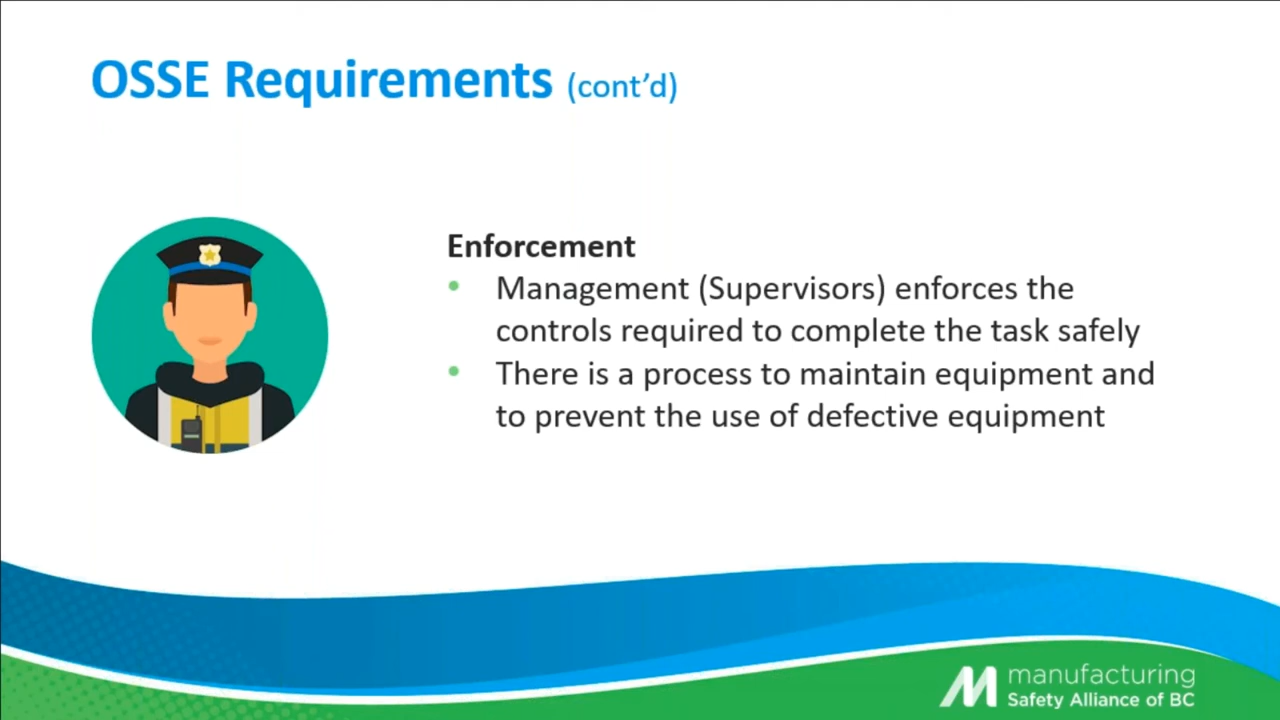 OSSE Requirements (cont’d)
Enforcement
• Management (Supervisors) enforces the
controls required to complete the task safely
• There is a process to maintain equipment and
to prevent the use of defective equipment
manufacturing
Safety Alliance of BC